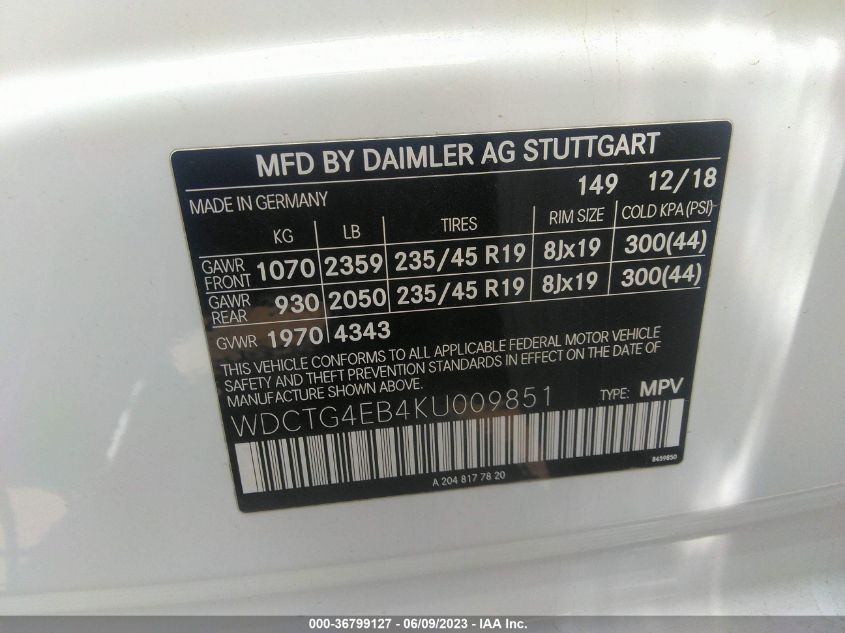 MFD BY DAIMLER AG STUTTGART
149 12/18
MADE IN GERMANY
KG LB TIRES RIM SIZE COLD KPA (PSI)
GAWR FRONT 1070 2359 235/45 R19 8Jx19 300(44)
GAWR REAR 930 2050 235/45 R19 8Jx19 300(44)
GVWR 1970 4343
THIS VEHICLE CONFORMS TO ALL APPLICABLE FEDERAL MOTOR VEHICLE
SAFETY AND THEFT PREVENTION STANDARDS IN EFFECT ON THE DATE OF
MANUFACTURE SHOWN ABOVE.
WDCTG4EB4KU009851 TYPE: MPV
A 204 817 78 20
8459850
000-36799127 - 06/09/2023 - IAA Inc.